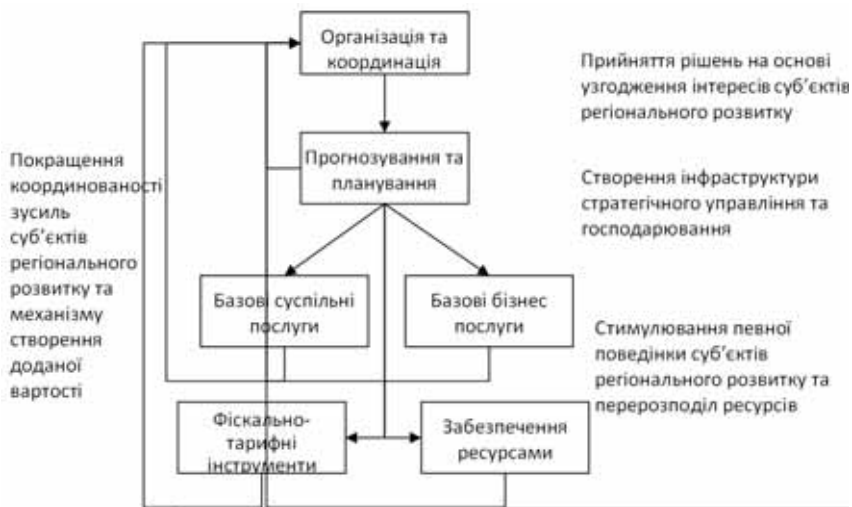 Організація та
координація
Прийняття рішень на основі
узгодження інтересів суб’єктів
регіонального розвитку
Прогнозування та
планування
Покращення
координованості
зусиль
суб’єктів
регіонального
розвитку та
механізму
створення
доданої
вартості
Створення інфраструктури
стратегічного управління та
господарювання
Базові суспільні
послуги
Базові бізнес
послуги
Стимулювання певної
поведінки суб’єктів
регіонального розвитку та
перерозподіл ресурсів
Фіскально-
тарифні
інструменти
Забезпечення
ресурсами